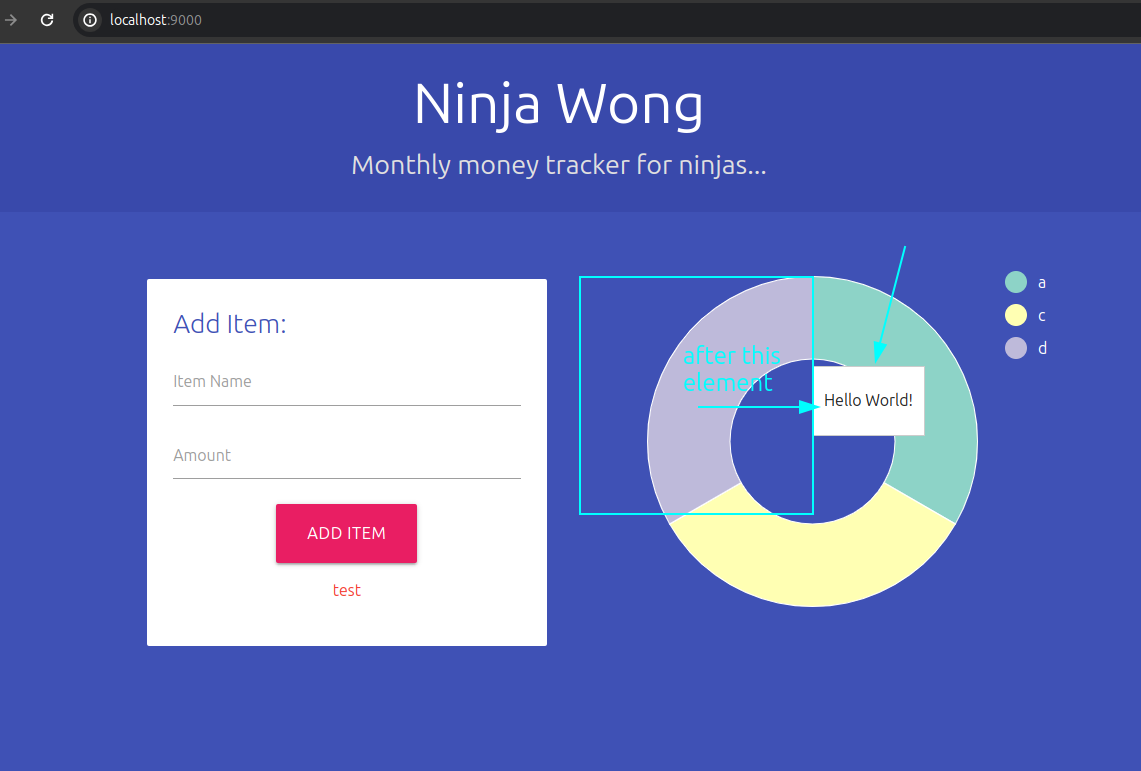 localhost:9000
Ninja Wong
Monthly money tracker for ninjas...
Add Item:
Item Name
Amount
ADD ITEM
test
after this
element
Hello World!
a
c
d